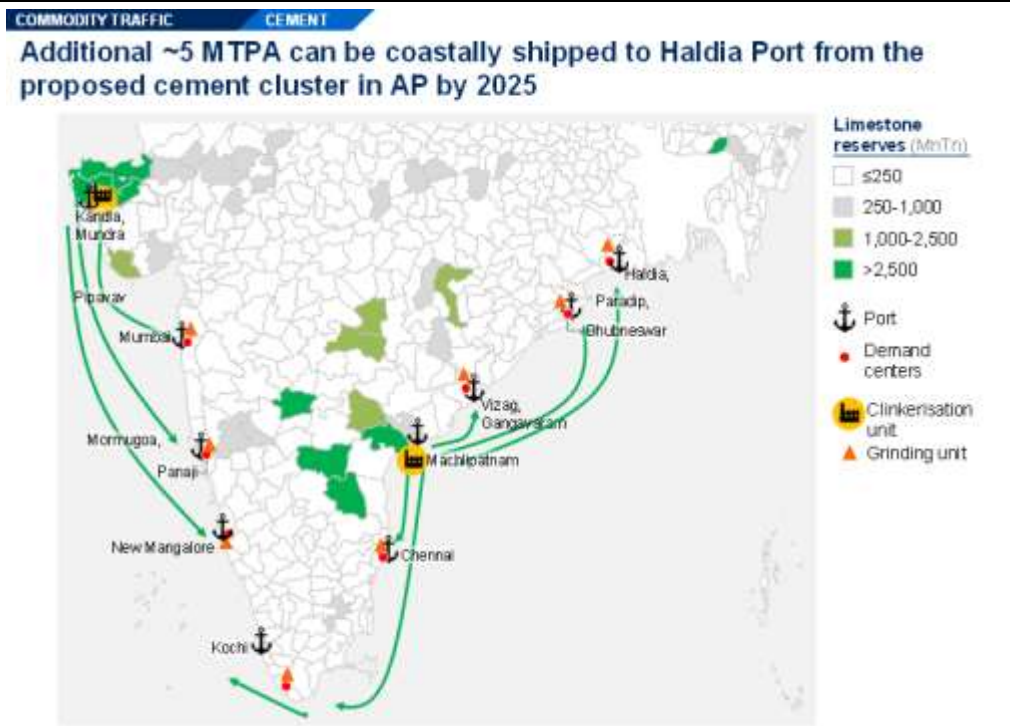 COMMODITY TRAFFIC
CEMENT
Additional ~5 MTPA can be coastally shipped to Haldia Port from the
proposed cement cluster in AP by 2025
Limestone
reserves (MnTn)
≤250
250-1,000
1,000-2,500
>2,500
Port
Demand
centers
Clinkerisation
unit
Grinding unit
Kandla,
Mundra
Pipavav
Mumbai
Mormugoa,
Panaji
New Mangalore
Kochi
Haldia,
Paradip,
Bhubneswar
Vizag,
Gangavaram
Machlipatnam
Chennai